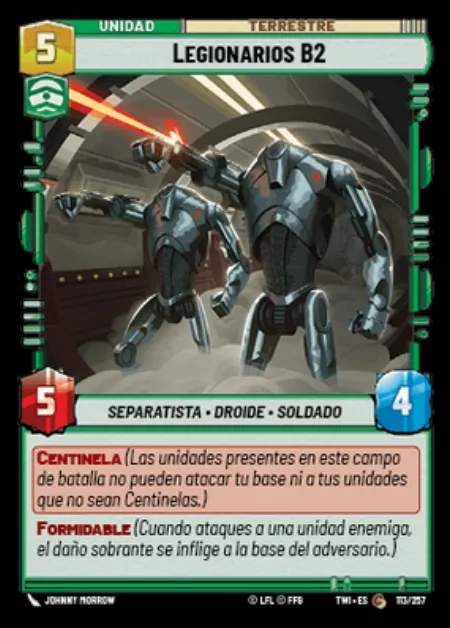 UNIDAD
TERRESTRE
5
LEGIONARIOS B2
5
SEPARATISTA • DROIDE • SOLDADO
4
CENTINELA (Las unidades presentes en este campo
de batalla no pueden atacar tu base ni a tus unidades
que no sean Centinelas.)
FORMIDABLE (Cuando ataques a una unidad enemiga,
el daño sobrante se inflige a la base del adversario.)
JOHNNY MORROW
© LFL © FFG
TWI • ES
C
113/257